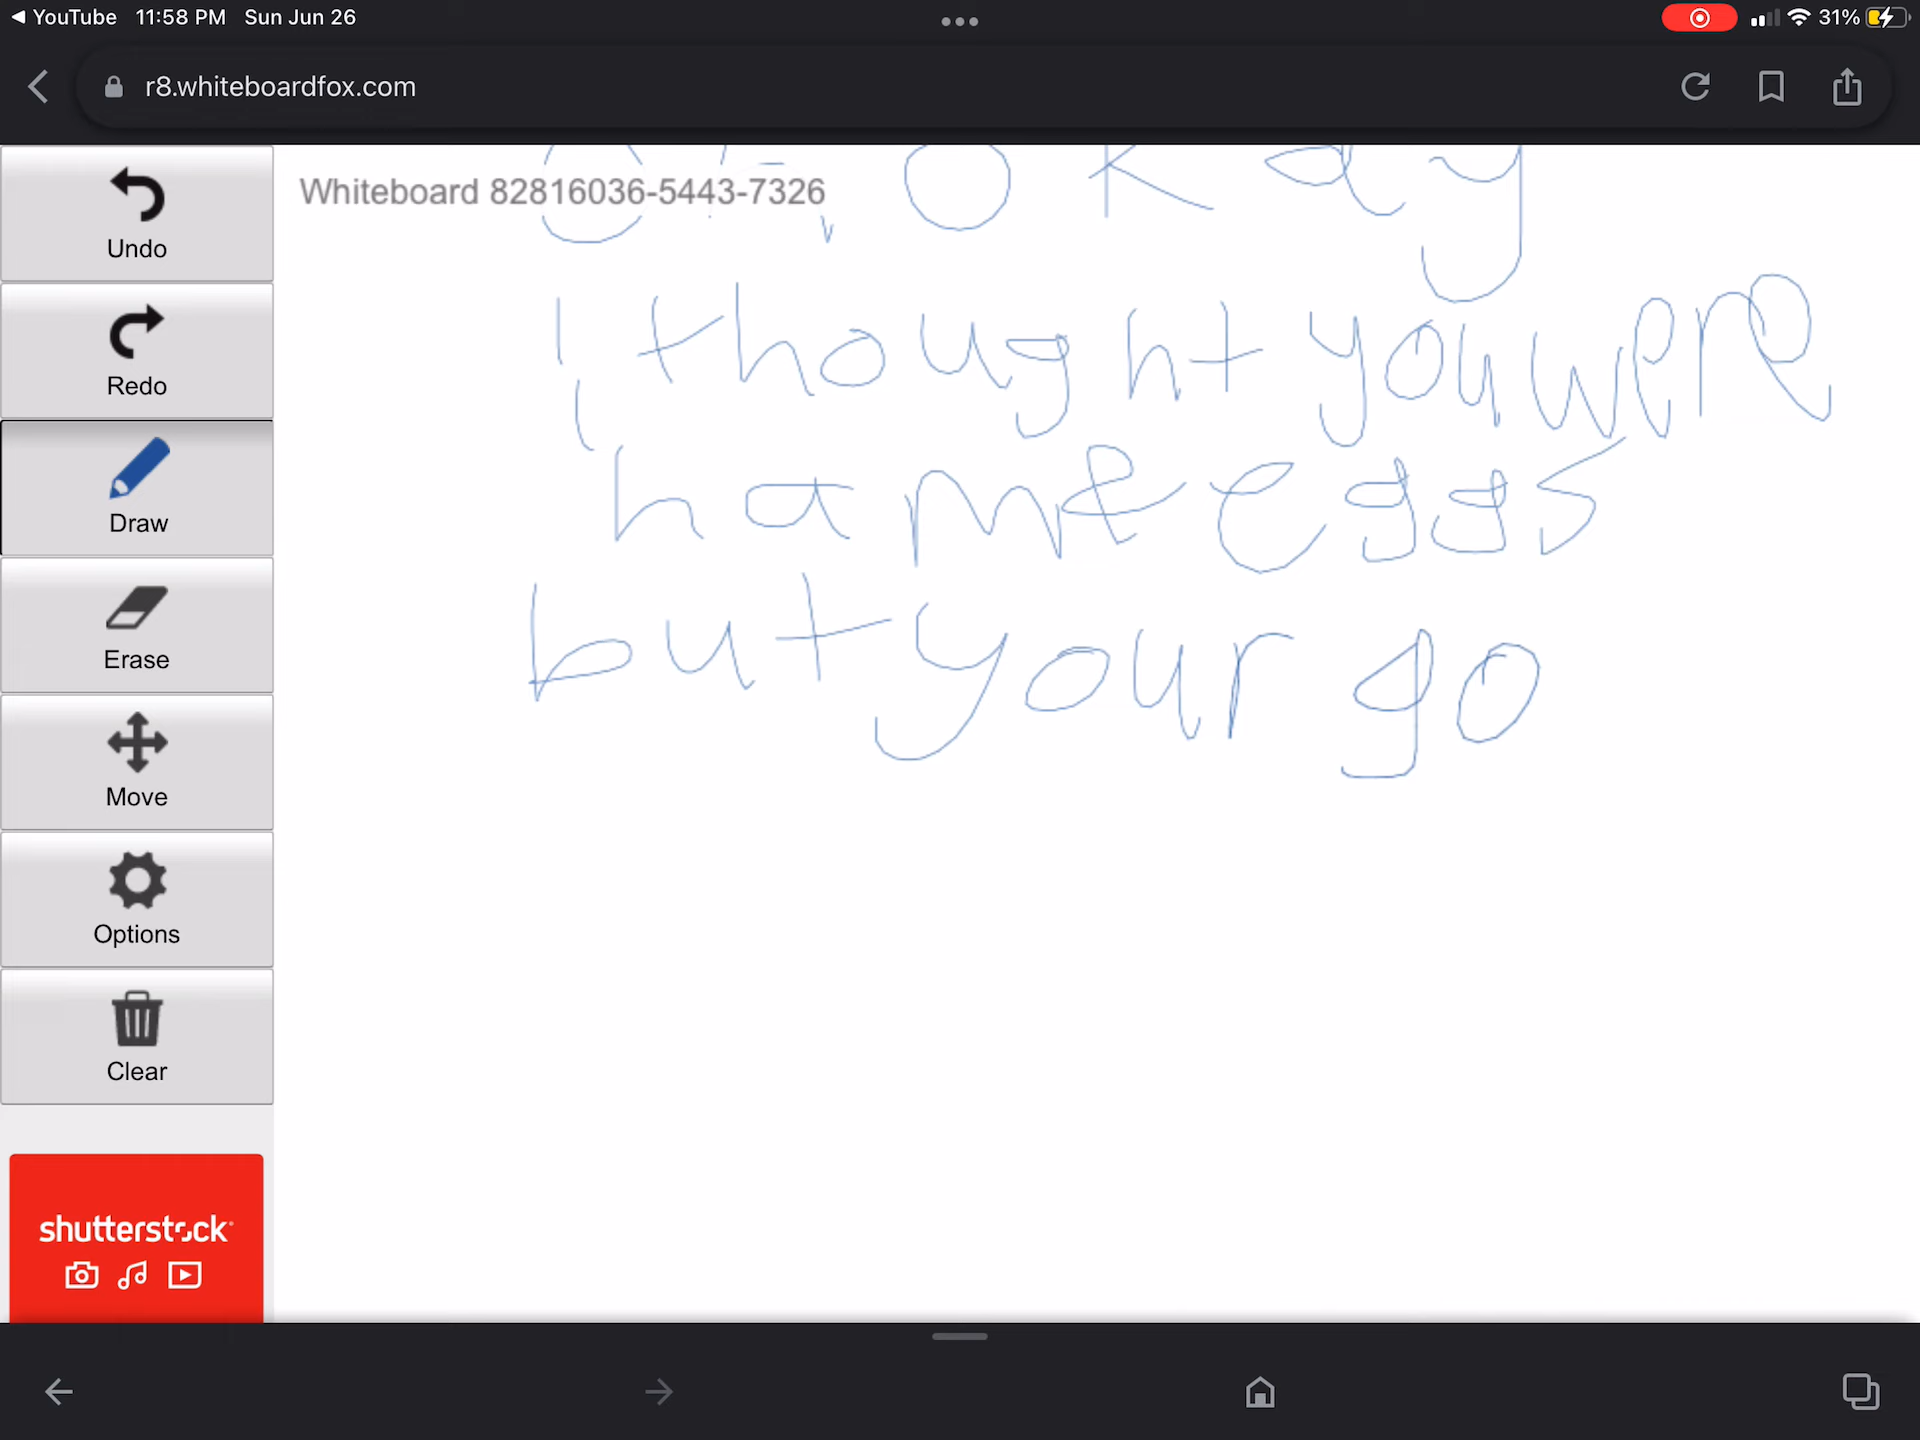 YouTube 11:58 PM Sun Jun 26
31%
r8.whiteboardfox.com
Whiteboard 82816036-5443-7326
okay
Undo
I thought you were
Redo
eggs
Draw
but your go
Erase
Move
Options
Clear
shutterstock